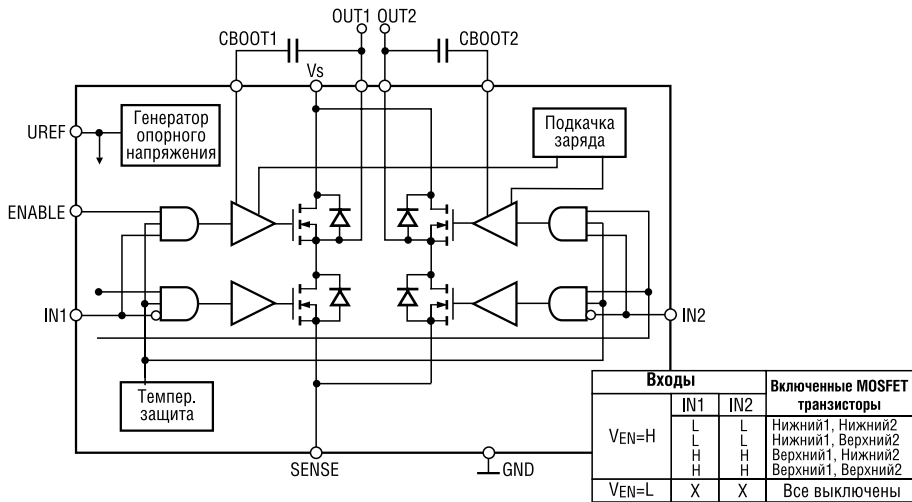 OUT1 OUT2
CBOOT1
CBOOT2
Vs
UREF
Генератор
опорного
напряжения
Подкачка
заряда
ENABLE
IN1
IN2
Темпер.
защита
SENSE
GND
Входы
Включенные MOSFET
транзисторы
IN1 IN2
VEN=H
L L Нижний1, Нижний2
L L Нижний1, Верхний2
H H Верхний1, Нижний2
H H Верхний1, Верхний2
VEN=L X X Все выключены